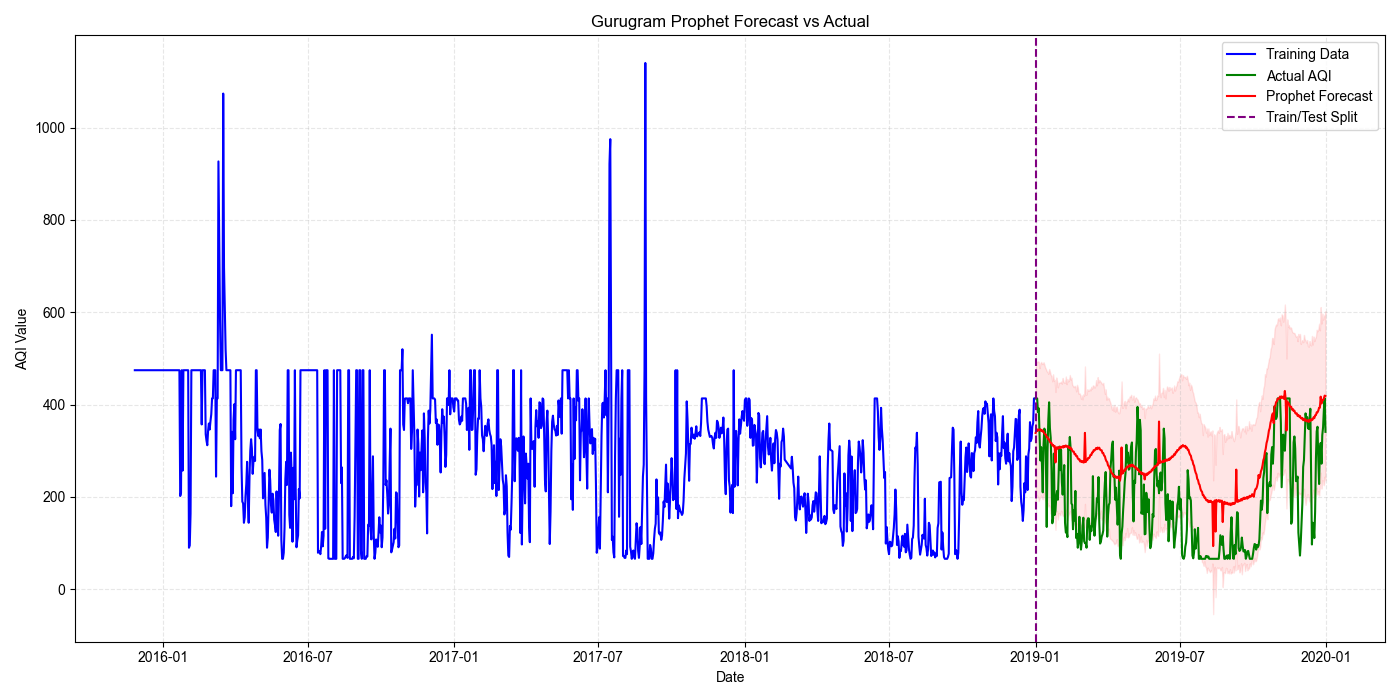 Gurugram Prophet Forecast vs Actual
Training Data
Actual AQI
Prophet Forecast
Train/Test Split
AQI Value
1000
800
600
400
200
0
2016-01
2016-07
2017-01
2017-07
2018-01
2018-07
2019-01
2019-07
2020-01
Date